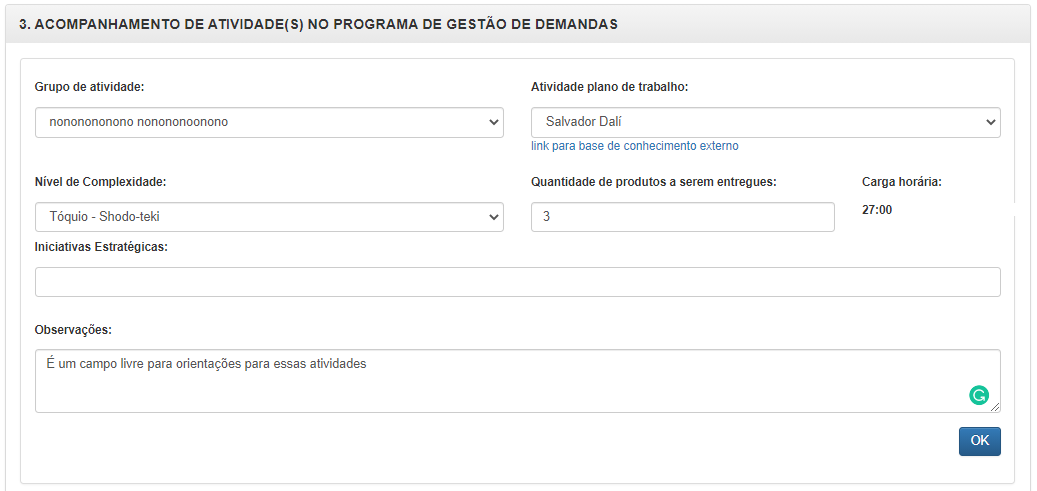 3. ACOMPANHAMENTO DE ATIVIDADE(S) NO PROGRAMA DE GESTÃO DE DEMANDAS
Grupo de atividade:
Atividade plano de trabalho:
nonononononо nonononoonono
Salvador Dalí
link para base de conhecimento externo
Nível de Complexidade:
Quantidade de produtos a serem entregues:
Carga horária:
Tóquio - Shodo-teki
3
27:00
Iniciativas Estratégicas:
Observações:
É um campo livre para orientações para essas atividades
OK